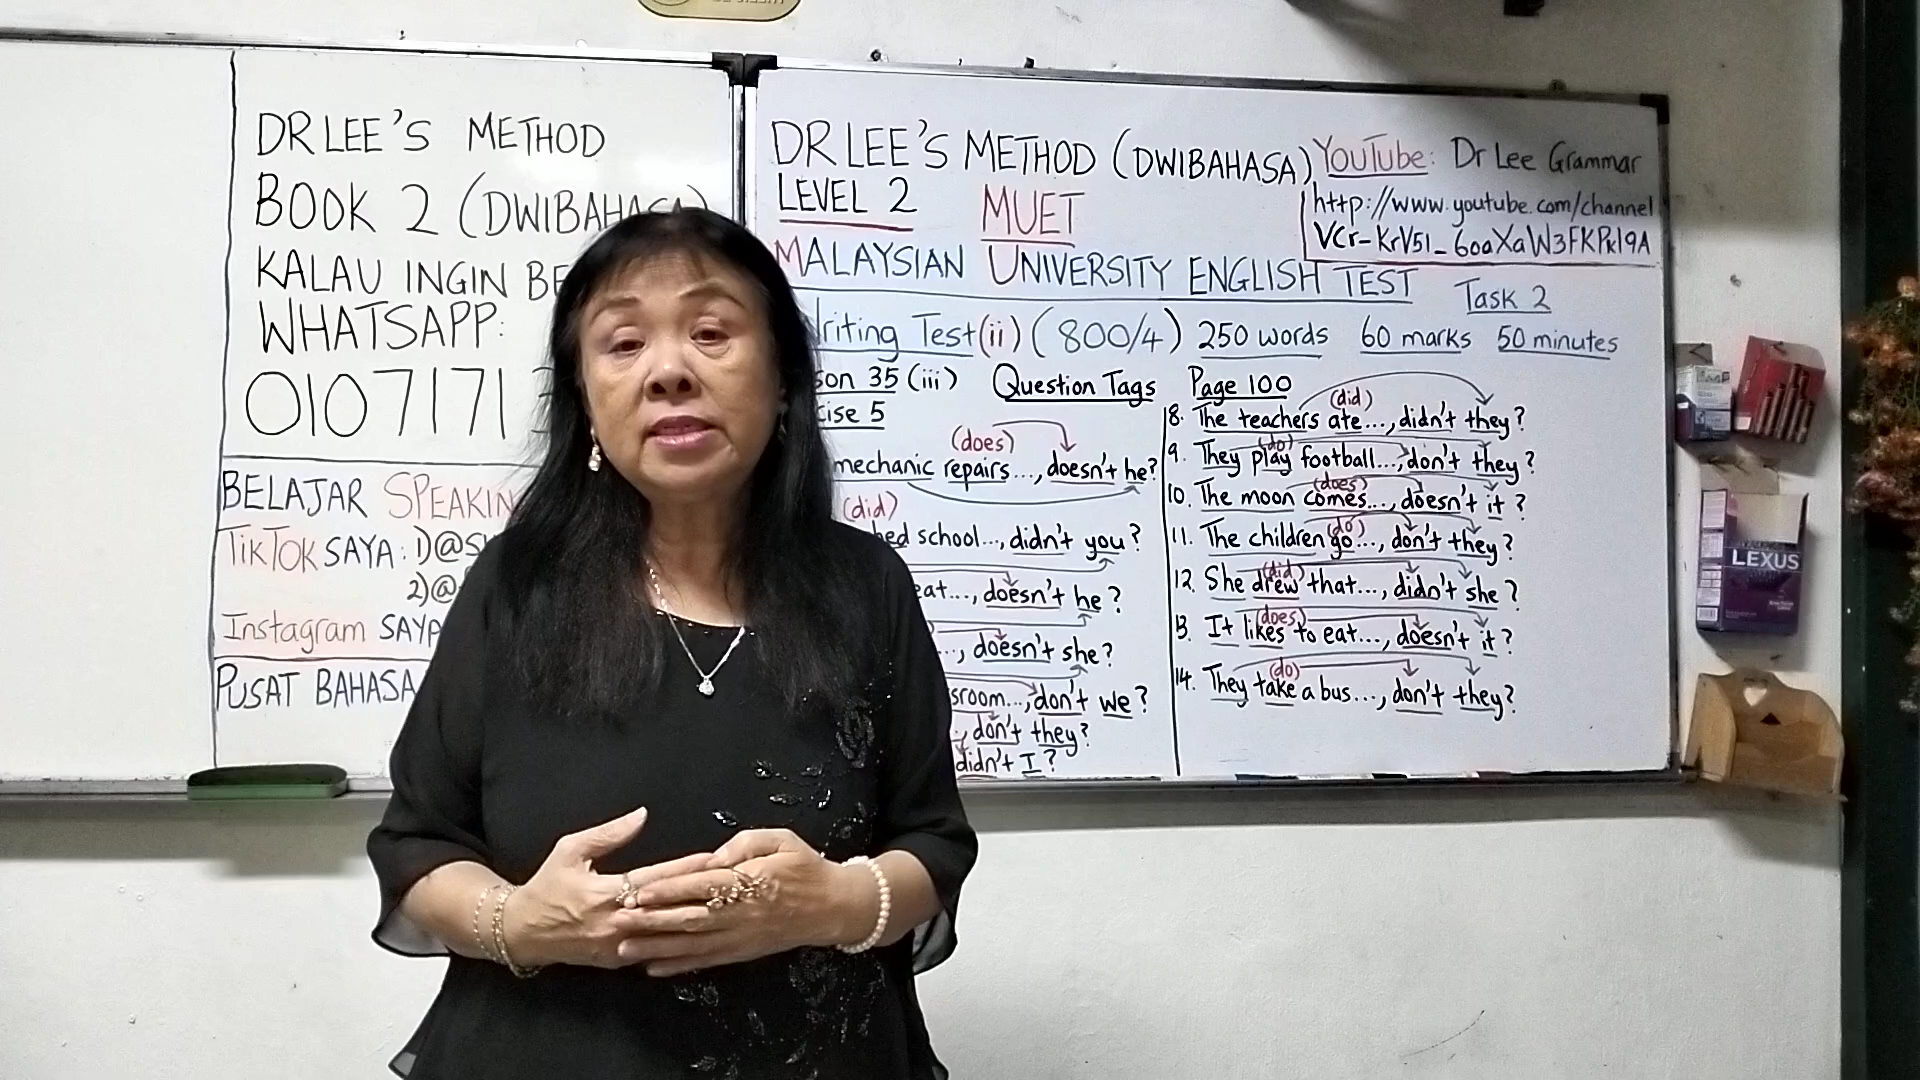 DR LEE'S METHOD
BOOK 2 (DWIBAHASA)
KALAU INGIN BE
WHATSAPP:
0107171
BELAJAR SPEAKIN
TikTok SAYA: 1)@S
2)@
Instagram SAYA
PUSAT BAHASA
DR LEE'S METHOD (DWIBAHASA)
LEVEL 2 MUET
MALAYSIAN UNIVERSITY ENGLISH TEST
YouTube: Dr Lee Grammar
http://www.youtube.com/channel
VCr-KrV51_6oaXaW3FKPkl9A
Task 2
Writing Test (ii) (800/4) 250 words 60 marks 50 minutes
son 35 (iii) Question Tags Page 100
cise 5
(does)
mechanic repairs..., doesn't he?
(did)
hed school..., didn't you?
eat..., doesn't he?
..., doesn't she?
sroom..., don't we?
., don't they?
didn't I?
(did)
8. The teachers ate..., didn't they?
(do)
9. They play football..., don't they?
(does)
10. The moon comes..., doesn't it?
(do)
11. The children go..., don't they?
(did)
12. She drew that..., didn't she?
(does)
13. It likes to eat..., doesn't it?
(do)
14. They take a bus..., don't they?
LEXUS